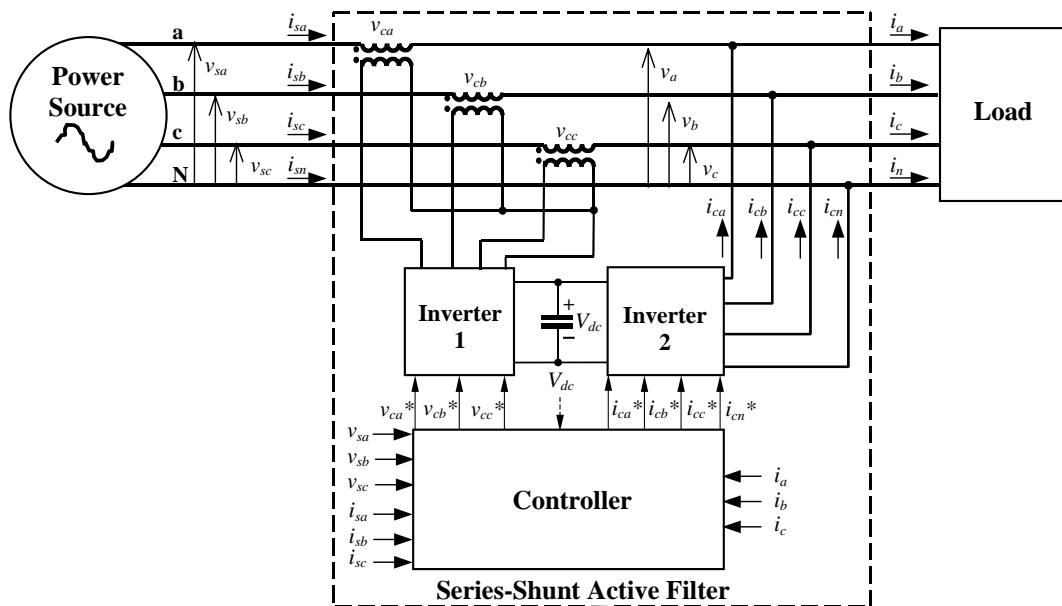 i_sa v_ca i_a
a
Power Source
v_sa
b i_sb v_cb v_a i_b
v_sb
Load
c i_sc v_cc v_b i_c
v_sc v_c
N i_sn i_n
i_ca i_cb i_cc i_cn
Inverter 1
+
V_dc
−
Inverter 2
V_dc
v_ca* v_cb* v_cc* i_ca* i_cb* i_cc* i_cn*
v_sa
v_sb
v_sc
i_sa
i_sb
i_sc
Controller
i_a
i_b
i_c
Series-Shunt Active Filter